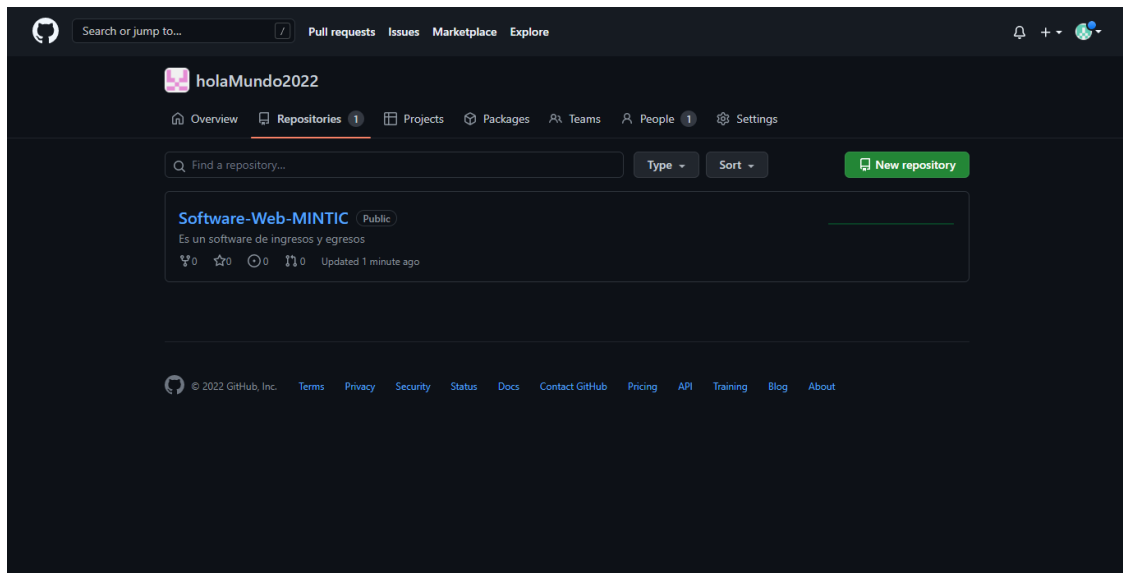 Search or jump to... / Pull requests Issues Marketplace Explore
holaMundo2022
Overview Repositories 1 Projects Packages Teams People 1 Settings
Find a repository... Type Sort New repository
Software-Web-MINTIC Public
Es un software de ingresos y egresos
0 0 0 0 Updated 1 minute ago
© 2022 GitHub, Inc. Terms Privacy Security Status Docs Contact GitHub Pricing API Training Blog About